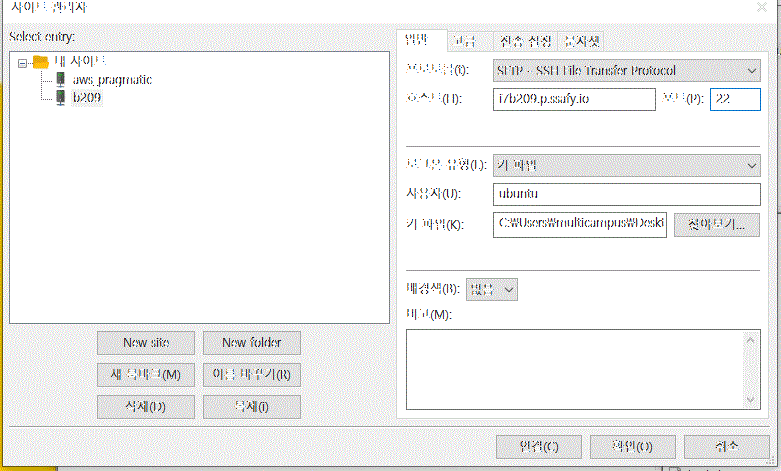 사이트 관리자
Select entry:
내 사이트
aws_pragmatic
b209
New site
New folder
새 북마크(M)
이름 바꾸기(R)
삭제(D)
복제(I)
일반
고급
전송 설정
문자셋
프로토콜(t):
SFTP - SSH File Transfer Protocol
호스트(H):
i7b209.p.ssafy.io
포트(P):
22
로그온 유형(L):
키 파일
사용자(U):
ubuntu
키 파일(K):
C:₩Users₩multicampus₩Deskt
찾아보기...
배경색(B):
없음
비고(M):
연결(C)
확인(O)
취소